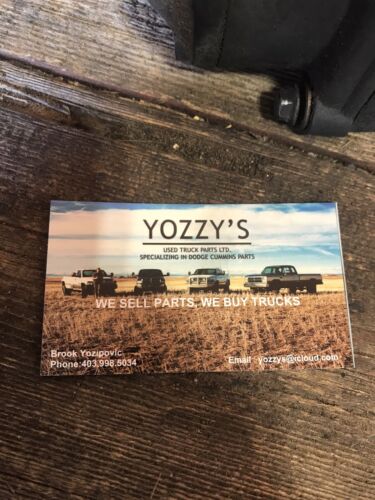 YOZZY'S
USED TRUCK PARTS LTD.
SPECIALIZING IN DODGE CUMMINS PARTS
WE SELL PARTS, WE BUY TRUCKS
Brook Yozipovic
Phone:403.998.5034
Email : yozzys@icloud.com